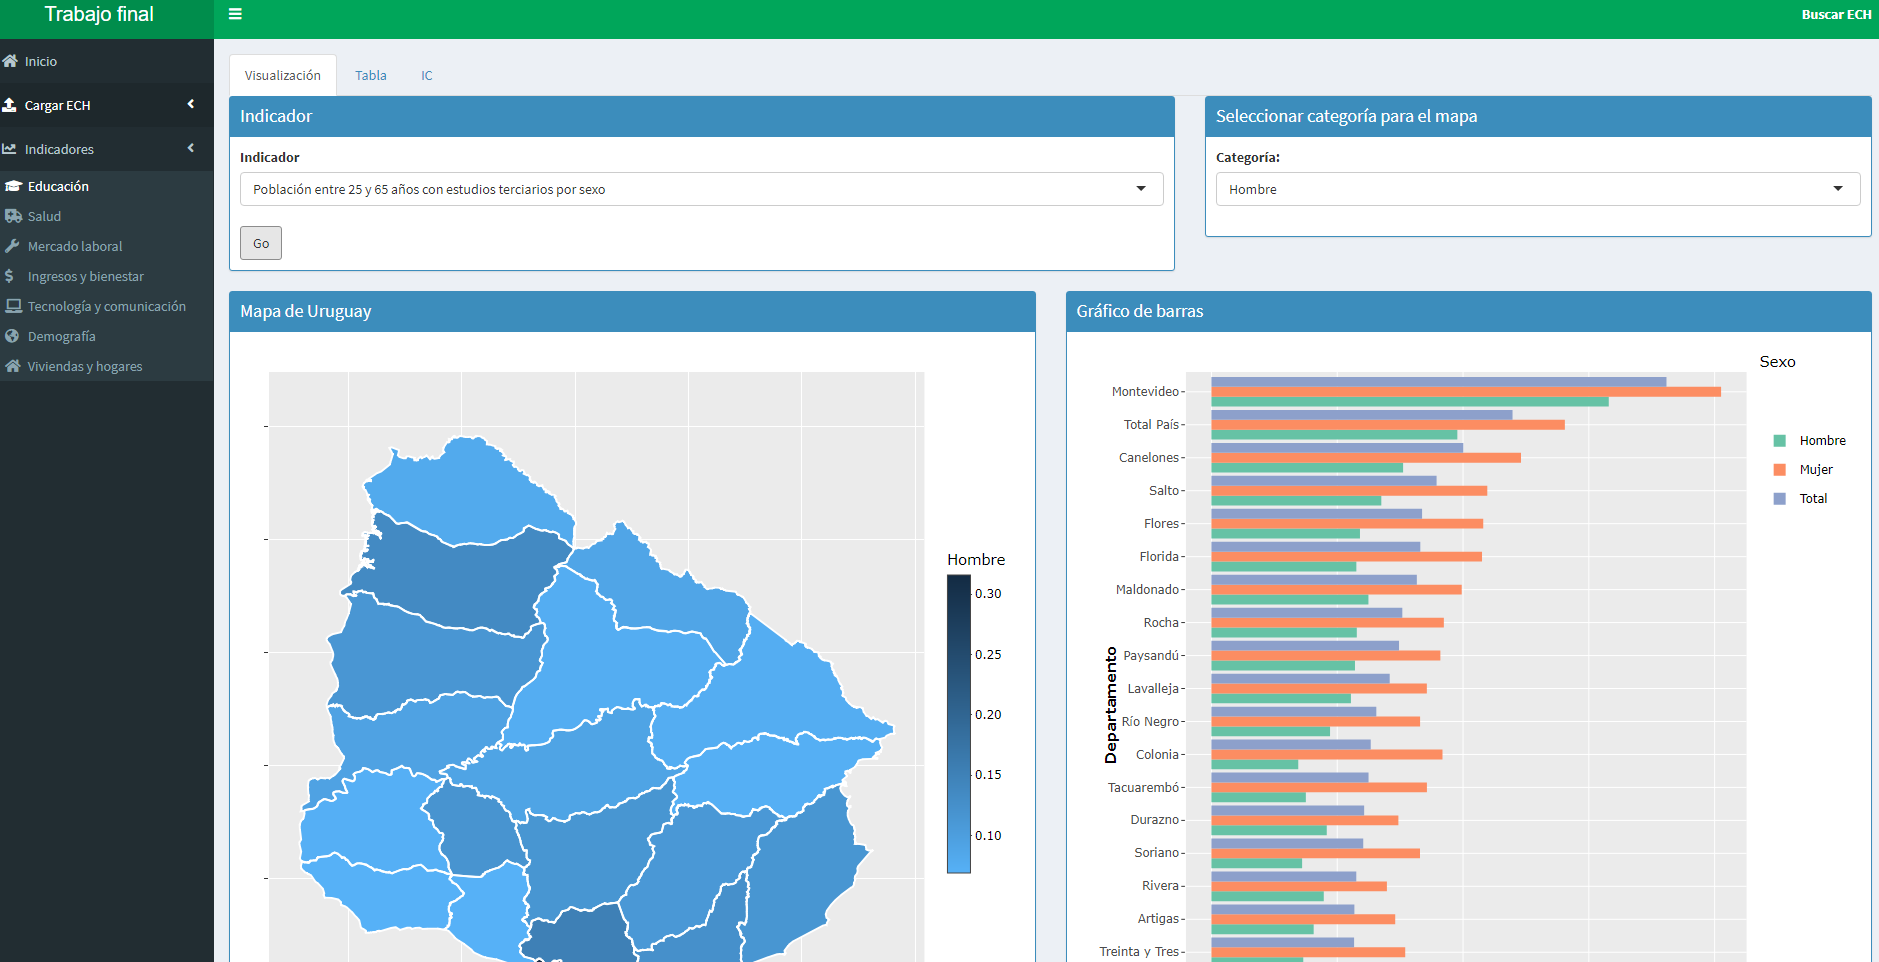 Trabajo final
Buscar ECH
Inicio
Cargar ECH
Indicadores
Educación
Salud
Mercado laboral
Ingresos y bienestar
Tecnología y comunicación
Demografía
Viviendas y hogares
Visualización Tabla IC
Indicador
Indicador
Población entre 25 y 65 años con estudios terciarios por sexo
Go
Seleccionar categoría para el mapa
Categoría:
Hombre
Mapa de Uruguay
Hombre
0.30
0.25
0.20
0.15
0.10
Gráfico de barras
Departamento
Montevideo
Total País
Canelones
Salto
Flores
Florida
Maldonado
Rocha
Paysandú
Lavalleja
Río Negro
Colonia
Tacuarembó
Durazno
Soriano
Rivera
Artigas
Treinta y Tres
Sexo
Hombre
Mujer
Total